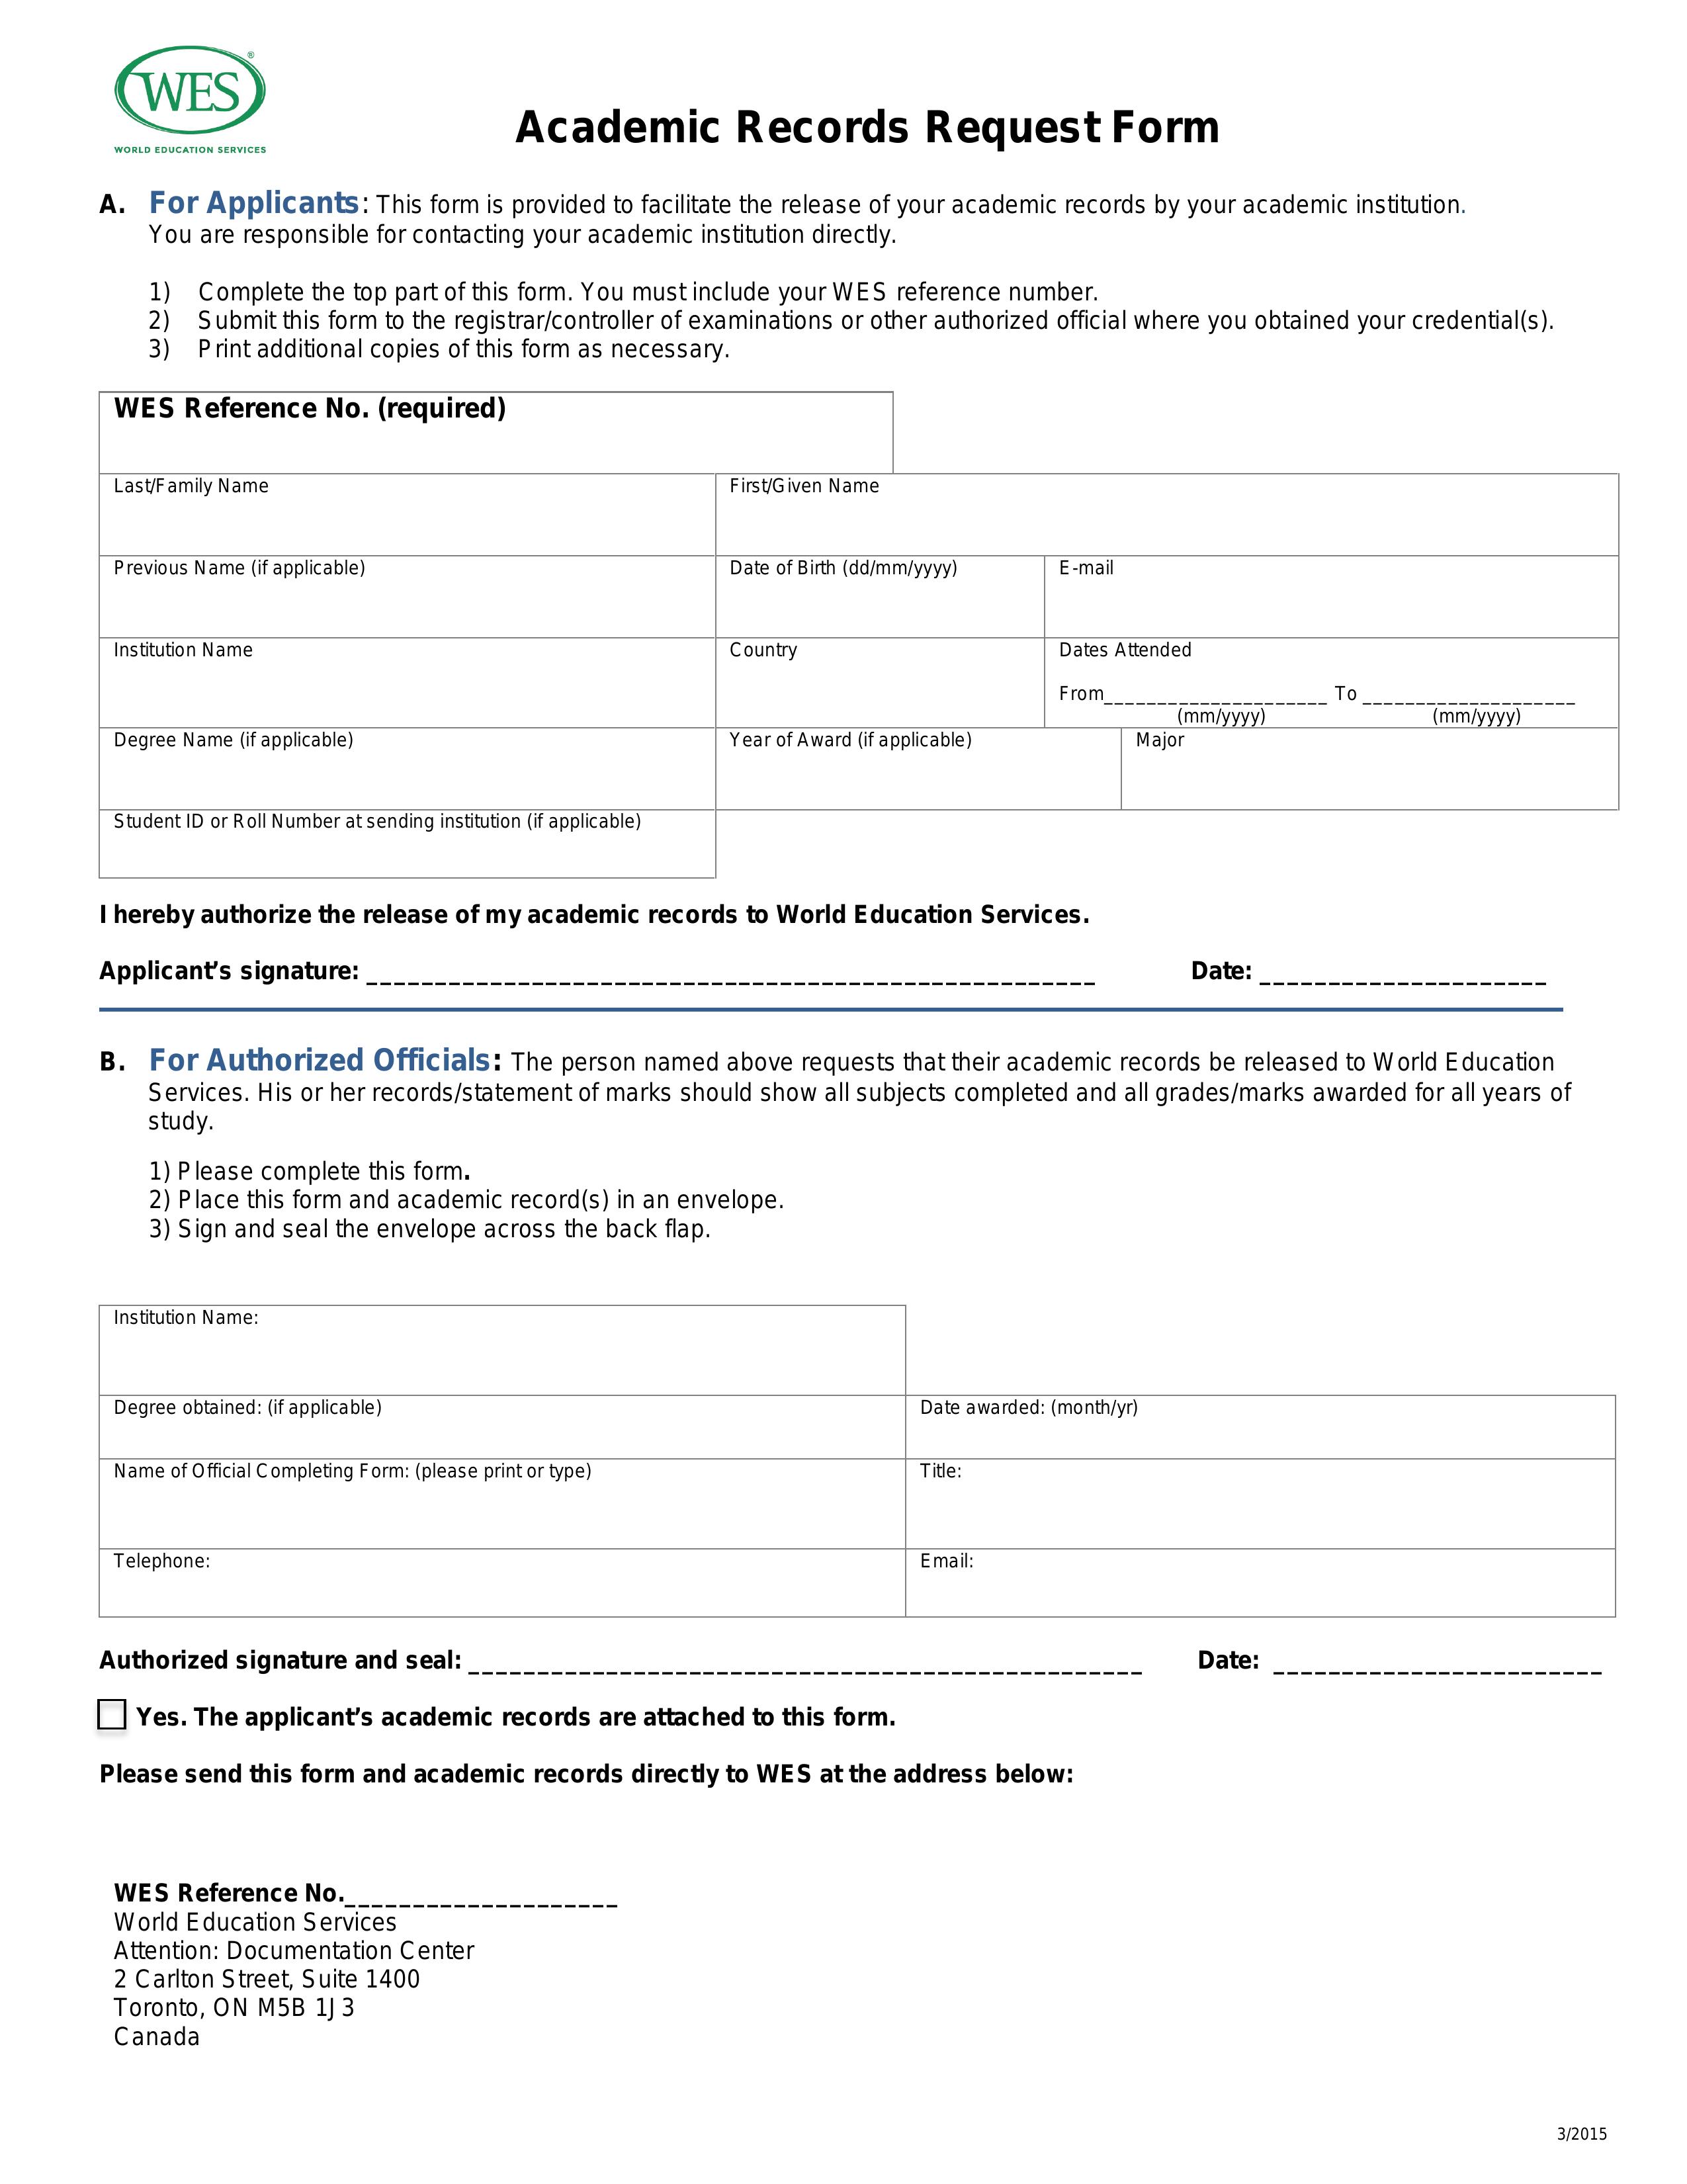 WES®
WORLD EDUCATION SERVICES
Academic Records Request Form
A. For Applicants: This form is provided to facilitate the release of your academic records by your academic institution.
You are responsible for contacting your academic institution directly.
1) Complete the top part of this form. You must include your WES reference number.
2) Submit this form to the registrar/controller of examinations or other authorized official where you obtained your credential(s).
3) Print additional copies of this form as necessary.
WES Reference No. (required)
Last/Family Name First/Given Name
Previous Name (if applicable) Date of Birth (dd/mm/yyyy) E-mail
Institution Name Country Dates Attended
From_____________________ To ____________________
(mm/yyyy) (mm/yyyy)
Degree Name (if applicable) Year of Award (if applicable) Major
Student ID or Roll Number at sending institution (if applicable)
I hereby authorize the release of my academic records to World Education Services.
Applicant’s signature: _____________________________________________________ Date: _____________________
B. For Authorized Officials: The person named above requests that their academic records be released to World Education
Services. His or her records/statement of marks should show all subjects completed and all grades/marks awarded for all years of
study.
1) Please complete this form.
2) Place this form and academic record(s) in an envelope.
3) Sign and seal the envelope across the back flap.
Institution Name:
Degree obtained: (if applicable) Date awarded: (month/yr)
Name of Official Completing Form: (please print or type) Title:
Telephone: Email:
Authorized signature and seal: _________________________________________________ Date: ________________________
Yes. The applicant’s academic records are attached to this form.
Please send this form and academic records directly to WES at the address below:
WES Reference No.____________________
World Education Services
Attention: Documentation Center
2 Carlton Street, Suite 1400
Toronto, ON M5B 1J3
Canada
3/2015